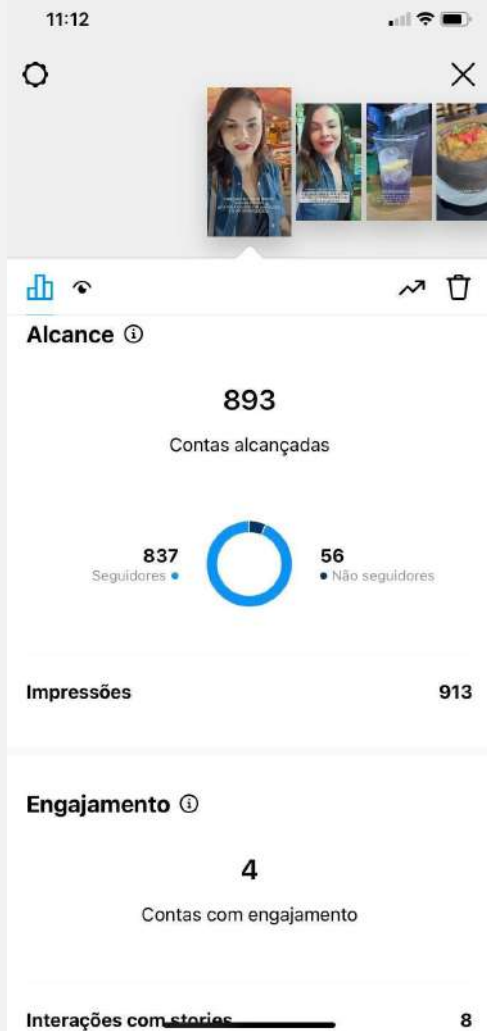 11:12
Alcance
893
Contas alcançadas
837
Seguidores
56
Não seguidores
Impressões 913
Engajamento
4
Contas com engajamento
Interações com stories 8